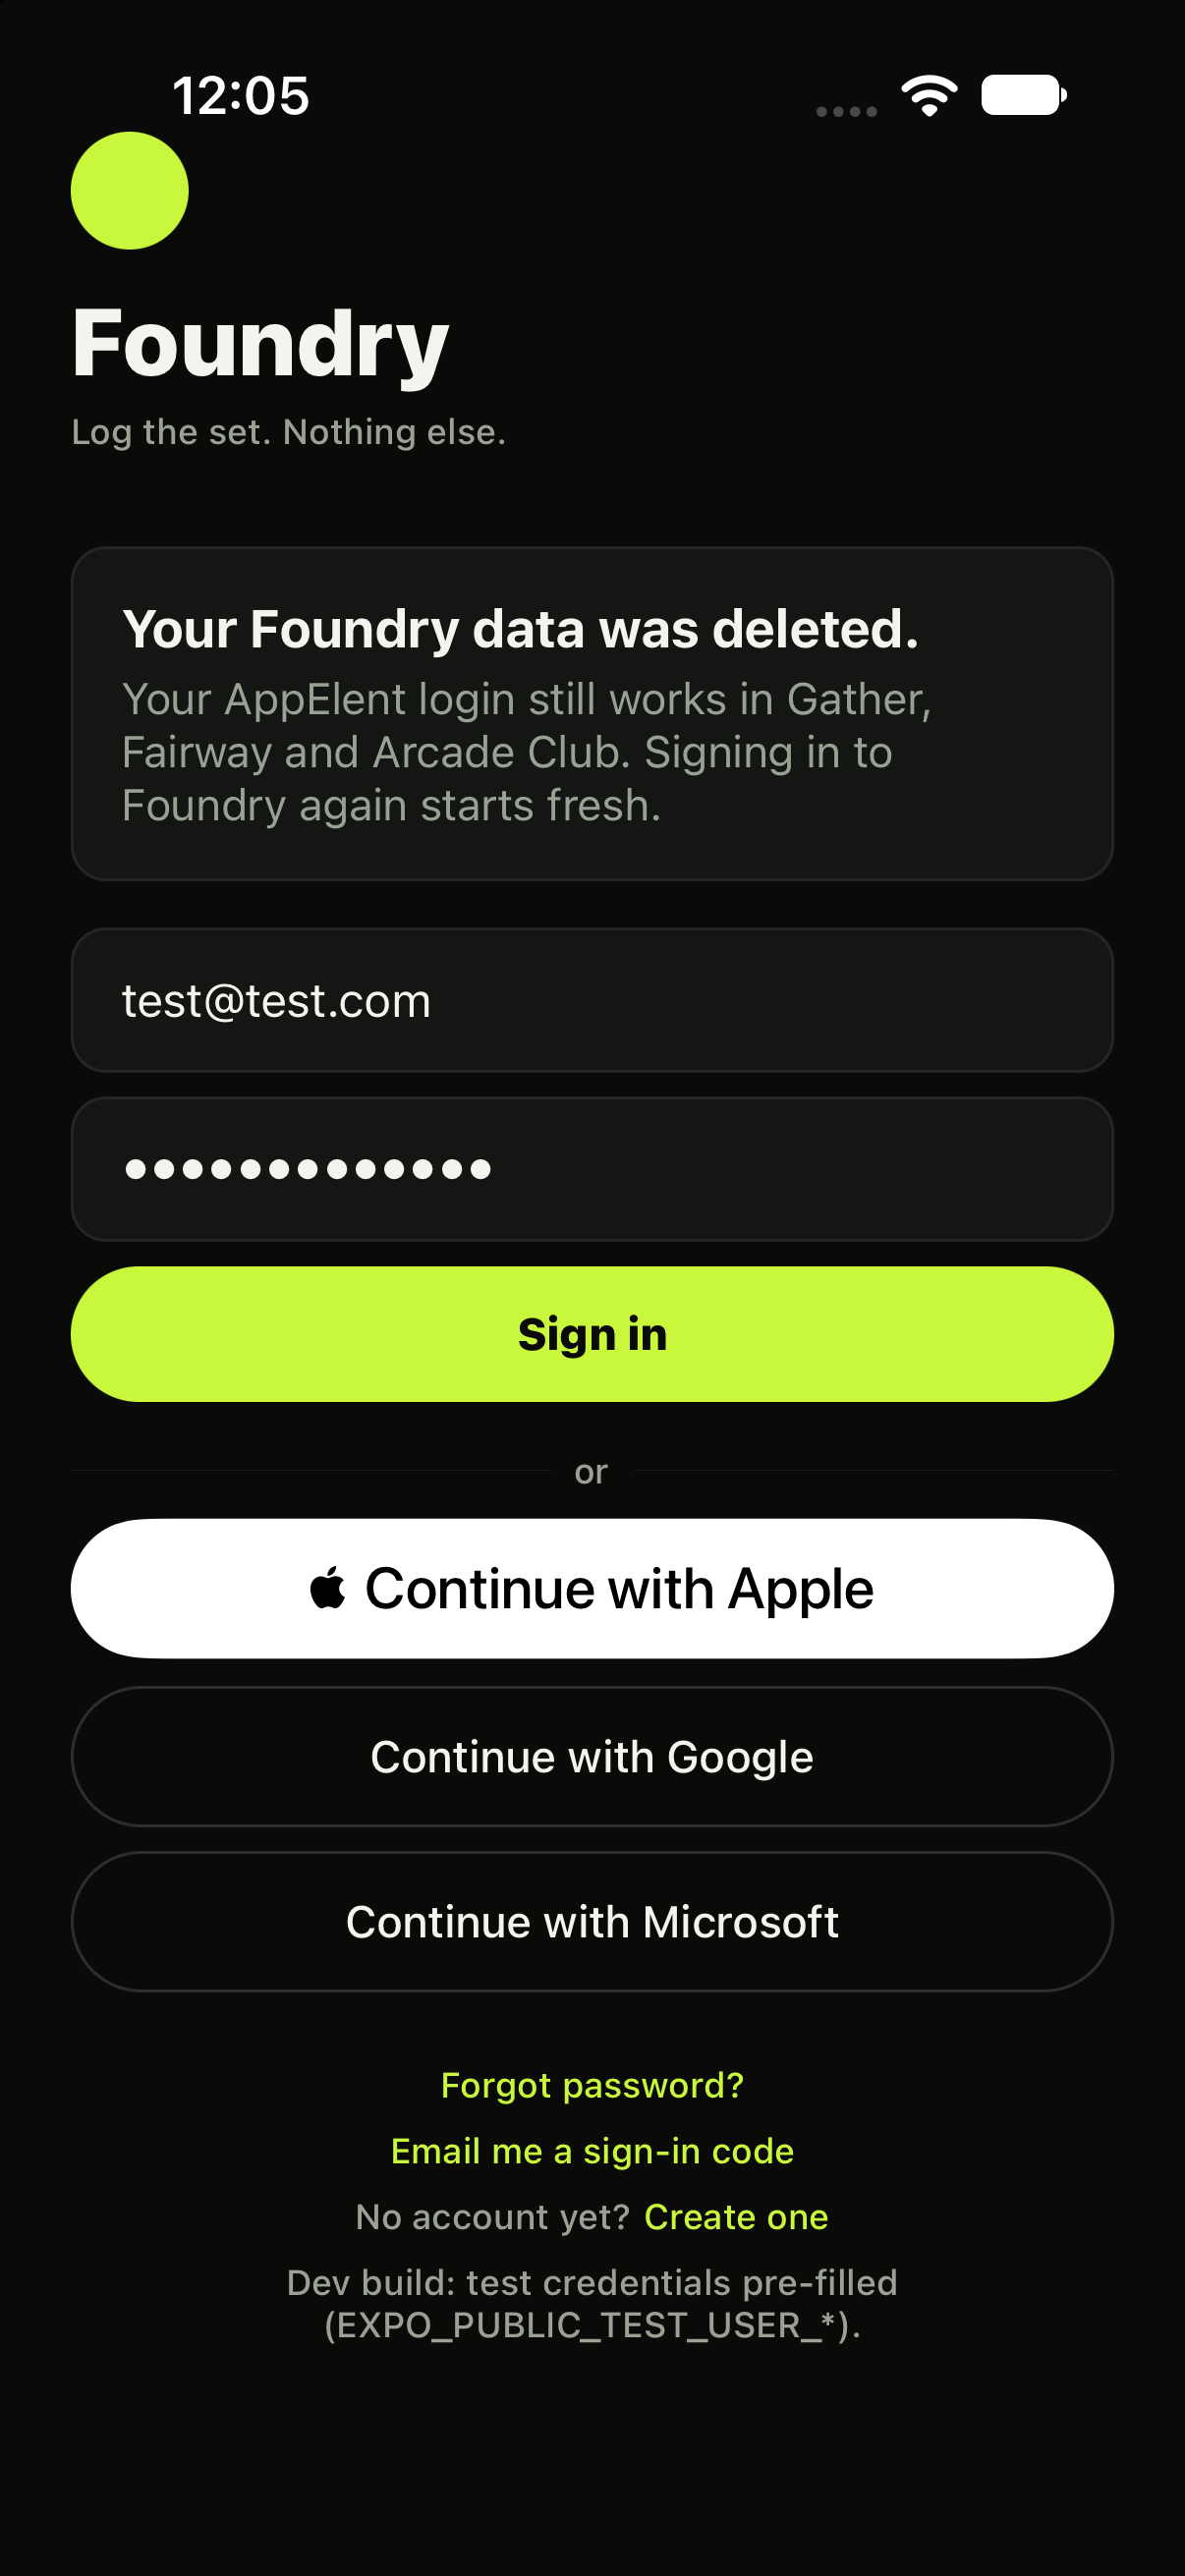 12:05
Foundry
Log the set. Nothing else.
Your Foundry data was deleted.
Your AppElent login still works in Gather,
Fairway and Arcade Club. Signing in to
Foundry again starts fresh.
test@test.com
Sign in
or
Continue with Apple
Continue with Google
Continue with Microsoft
Forgot password?
Email me a sign-in code
No account yet? Create one
Dev build: test credentials pre-filled
(EXPO_PUBLIC_TEST_USER_*).